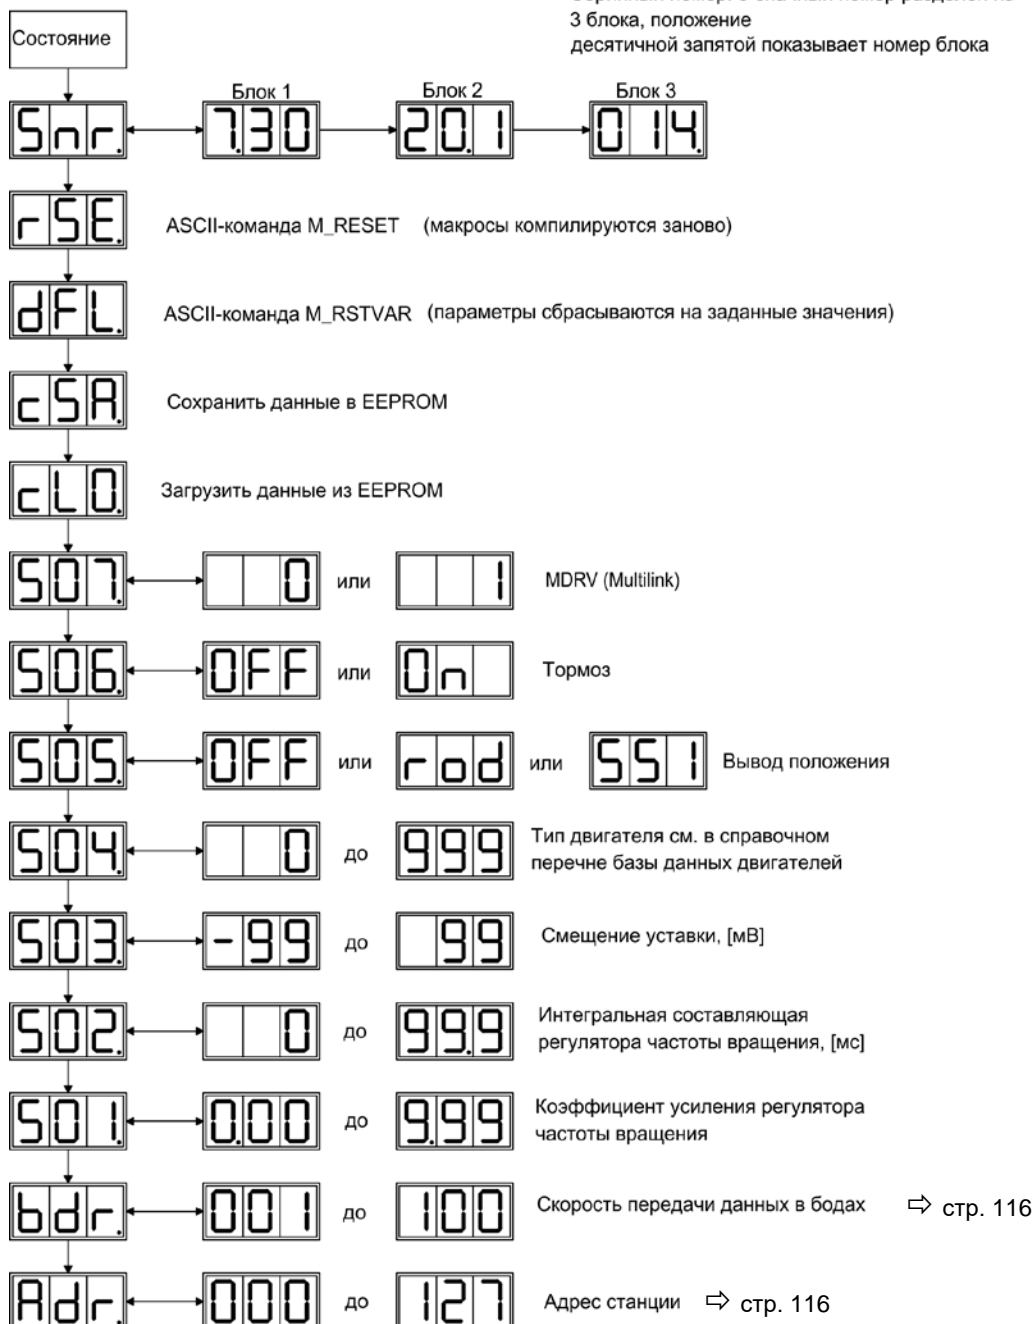 3 блока, положение
десятичной запятой показывает номер блока
Состояние
Блок 1 Блок 2 Блок 3
Snr. 7.30 20.1 014.
rSE. ASCII-команда M_RESET (макросы компилируются заново)
dFL. ASCII-команда M_RSTVAR (параметры сбрасываются на заданные значения)
cSA. Сохранить данные в EEPROM
cLO. Загрузить данные из EEPROM
S07. 0 или 1 MDRV (Multilink)
S06. OFF или On Тормоз
S05. OFF или rod или SS1 Вывод положения
S04. 0 до 999 Тип двигателя см. в справочном
перечне базы данных двигателей
S03. -99 до 99 Смещение уставки, [мВ]
S02. 0 до 99.9 Интегральная составляющая
регулятора частоты вращения, [мс]
S01. 0.00 до 9.99 Коэффициент усиления регулятора
частоты вращения
bdr. 001 до 100 Скорость передачи данных в бодах ⇨ стр. 116
Adr. 000 до 127 Адрес станции ⇨ стр. 116